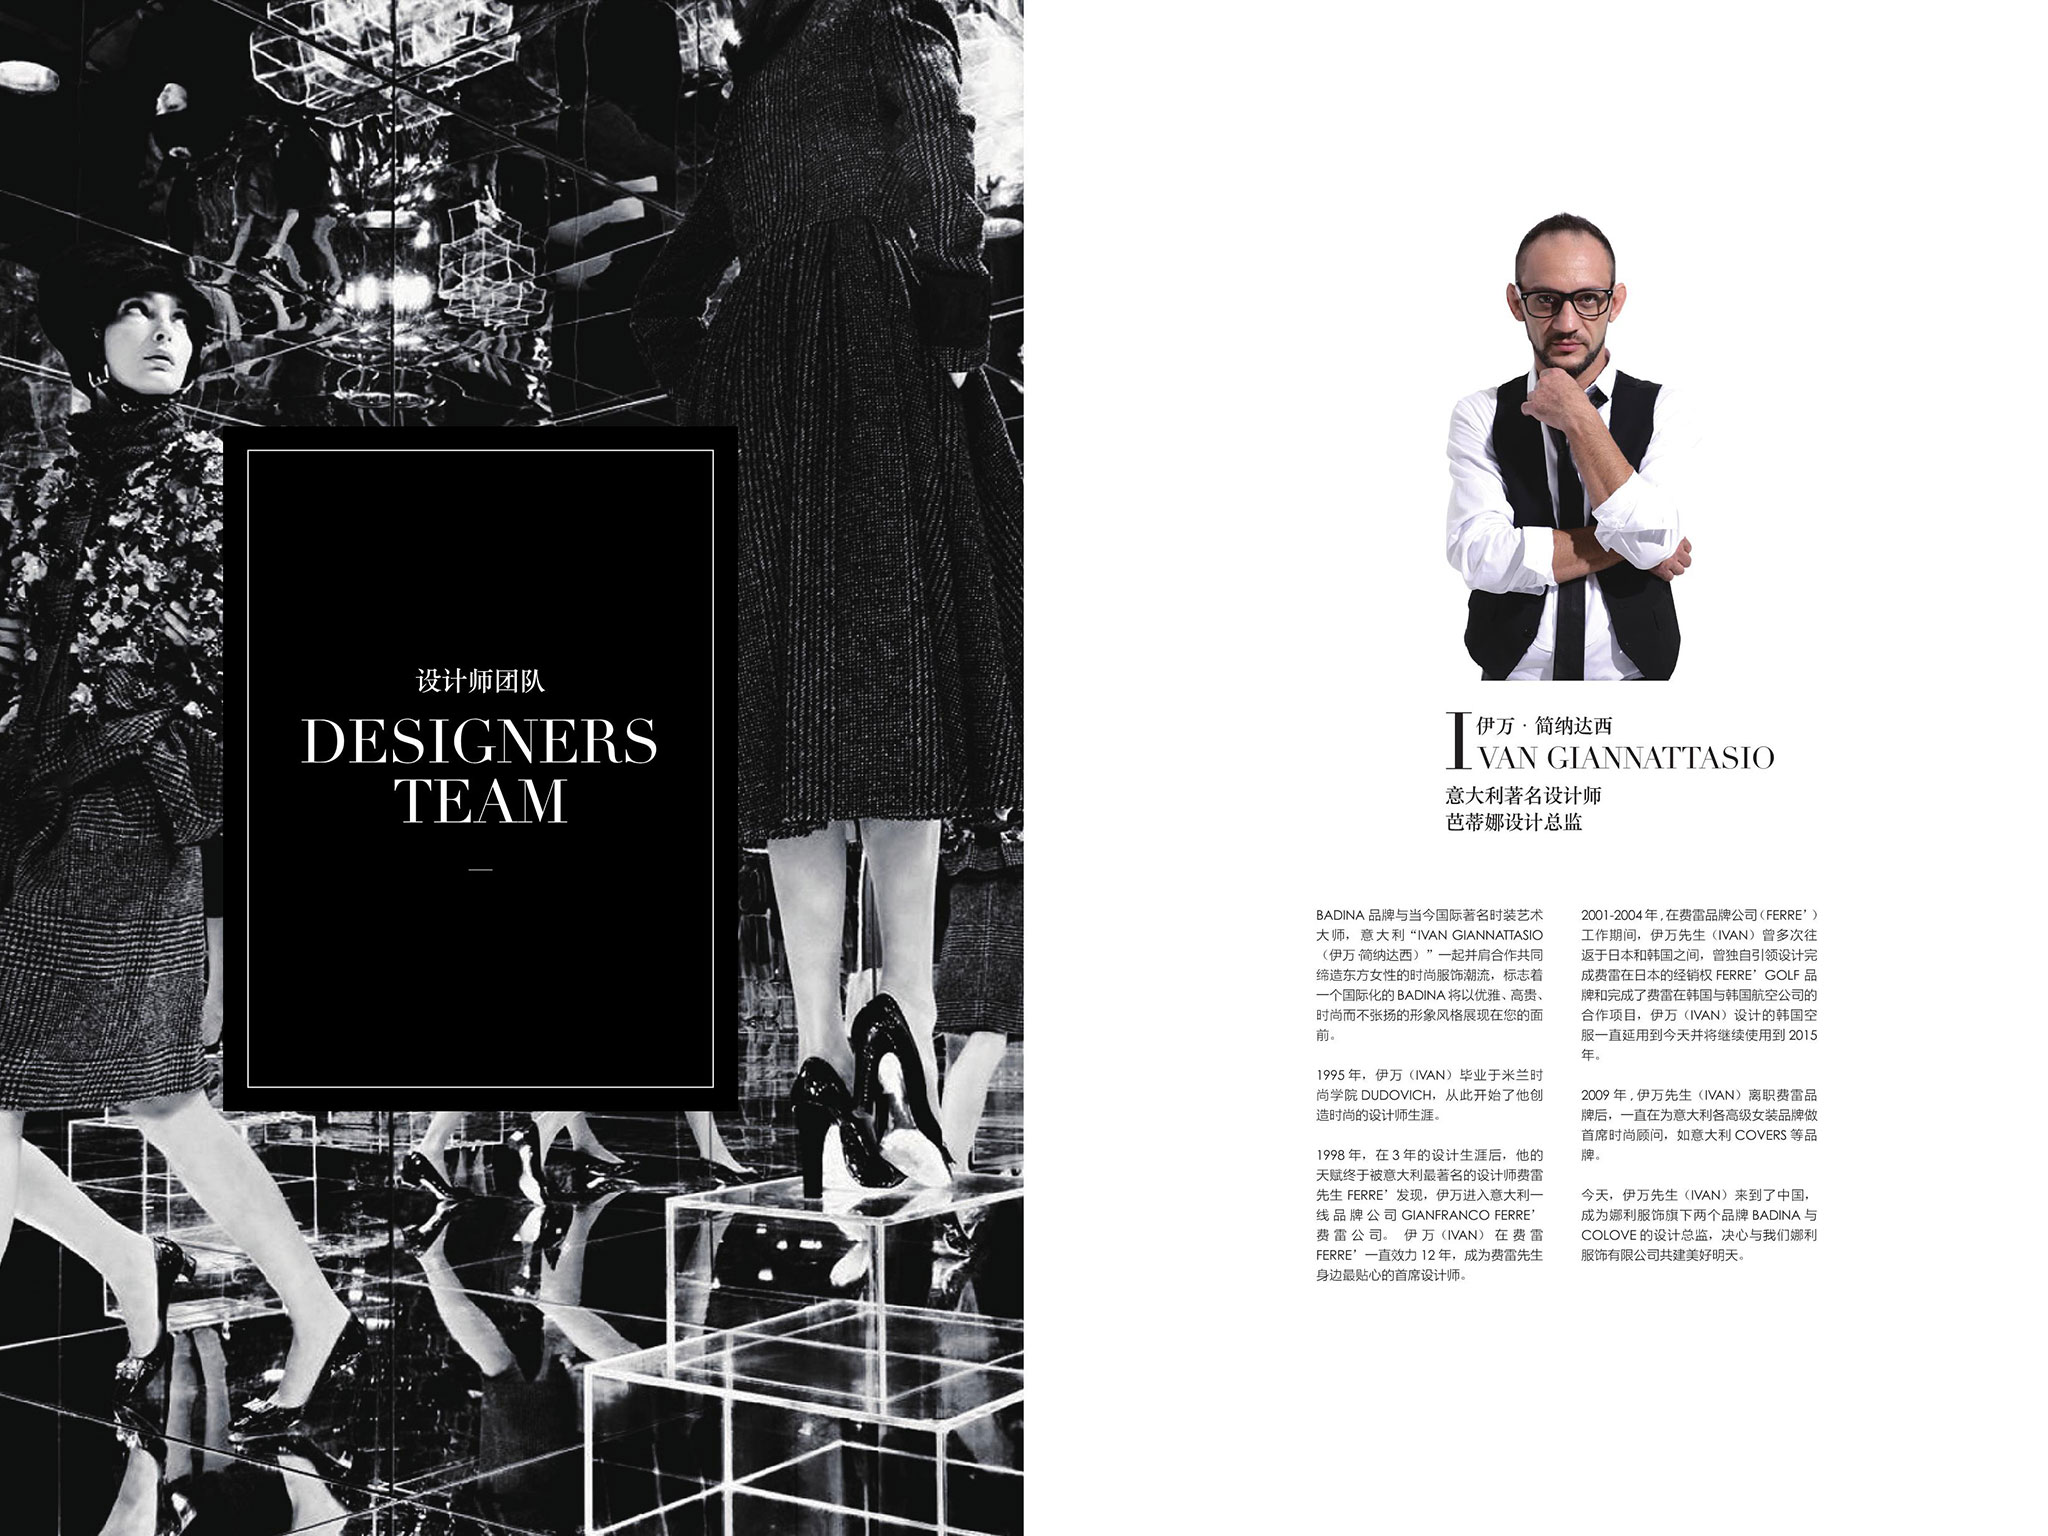 设计师团队
DESIGNERS
TEAM
伊万·简纳达西
IVAN GIANNATTASIO
意大利著名设计师
芭蒂娜设计总监
BADINA 品牌与当今国际著名时装艺术
大师，意大利“IVAN GIANNATTASIO
（伊万·简纳达西）”一起并肩合作共同
缔造东方女性的时尚服饰潮流，标志着
一个国际化的 BADINA 将以优雅、高贵、
时尚而不张扬的形象风格展现在您的面
前。
1995 年，伊万（IVAN）毕业于米兰时
尚学院 DUDOVICH，从此开始了他创
造时尚的设计师生涯。
1998 年，在 3 年的设计生涯后，他的
天赋终于被意大利最著名的设计师费雷
先生 FERRE’发现，伊万进入意大利一
线品牌公司 GIANFRANCO FERRE’
费雷公司。伊万（IVAN）在费雷
FERRE’一直效力 12 年，成为费雷先生
身边最贴心的首席设计师。
2001-2004 年 , 在费雷品牌公司（FERRE’）
工作期间，伊万先生（IVAN）曾多次往
返于日本和韩国之间，曾独自引领设计完
成费雷在日本的经销权 FERRE’GOLF 品
牌和完成了费雷在韩国与韩国航空公司的
合作项目，伊万（IVAN）设计的韩国空
服一直延用到今天并将继续使用到 2015
年。
2009 年 , 伊万先生（IVAN）离职费雷品
牌后，一直在为意大利各高级女装品牌做
首席时尚顾问，如意大利 COVERS 等品
牌。
今天，伊万先生（IVAN）来到了中国，
成为娜利服饰旗下两个品牌 BADINA 与
COLOVE 的设计总监，决心与我们娜利
服饰有限公司共建美好明天。